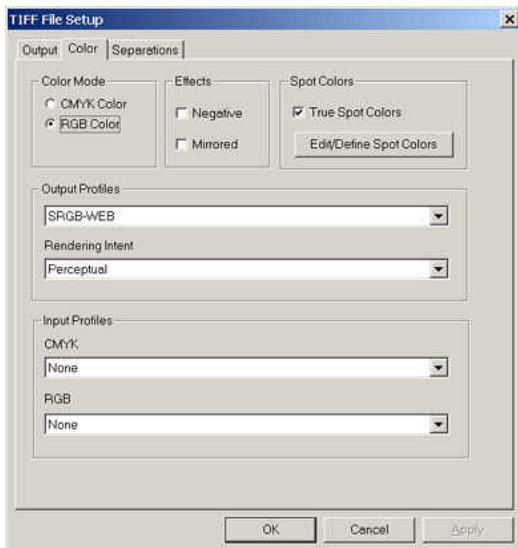 TIFF File Setup
Output Color Separations
Color Mode
CMYK Color
RGB Color
Effects
Negative
Mirrored
Spot Colors
True Spot Colors
Edit/Define Spot Colors
Output Profiles
SRGB-WEB
Rendering Intent
Perceptual
Input Profiles
CMYK
None
RGB
None
OK Cancel Apply